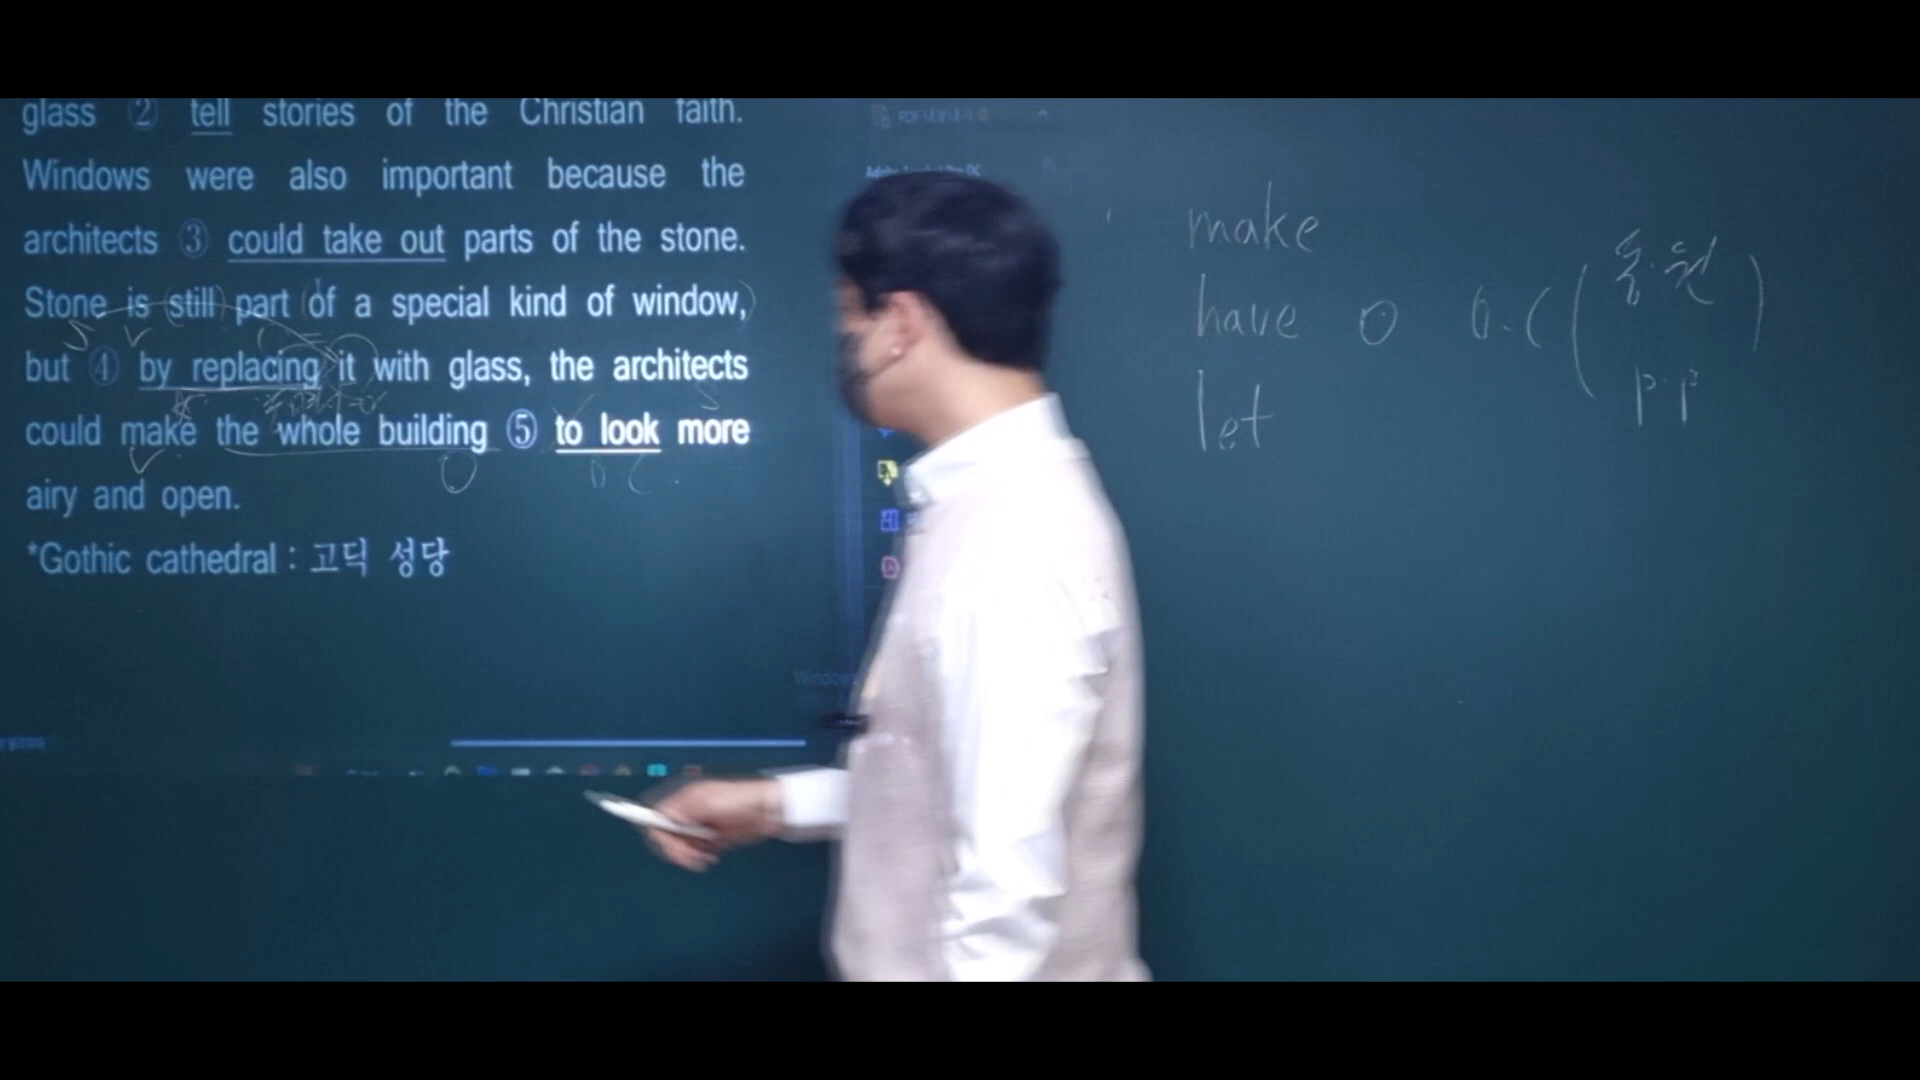 glass ② tell stories of the Christian faith.
Windows were also important because the
architects ③ could take out parts of the stone.
Stone is still part of a special kind of window,
but ④ by replacing it with glass, the architects
could make the whole building ⑤ to look more
airy and open.
*Gothic cathedral : 고딕 성당
S V
S
V O O.C.
make
have O O.C (동.원)
let p.p
Windows